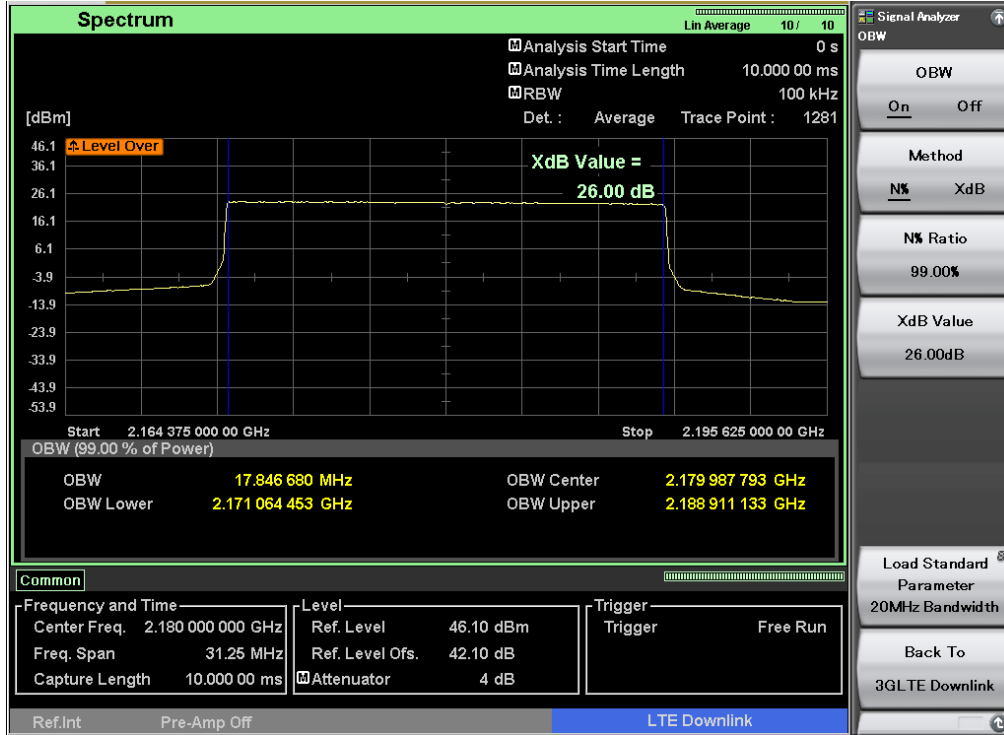 Spectrum
Lin Average 10/ 10
M Analysis Start Time 0 s
M Analysis Time Length 10.000 00 ms
M RBW 100 kHz
[dBm] Det. : Average Trace Point : 1281
46.1 Level Over
36.1 XdB Value =
26.1 26.00 dB
16.1
6.1
-3.9
-13.9
-23.9
-33.9
-43.9
-53.9
Start 2.164 375 000 00 GHz Stop 2.195 625 000 00 GHz
OBW (99.00 % of Power)
OBW 17.846 680 MHz OBW Center 2.179 987 793 GHz
OBW Lower 2.171 064 453 GHz OBW Upper 2.188 911 133 GHz
Common
Frequency and Time
Center Freq. 2.180 000 000 GHz
Freq. Span 31.25 MHz
Capture Length 10.000 00 ms
Level
Ref. Level 46.10 dBm
Ref. Level Ofs. 42.10 dB
M Attenuator 4 dB
Trigger
Trigger Free Run
Ref.Int Pre-Amp Off LTE Downlink
Signal Analyzer
OBW
OBW
On Off
Method
N% XdB
N% Ratio
99.00%
XdB Value
26.00dB
Load Standard
Parameter
20MHz Bandwidth
Back To
3GLTE Downlink